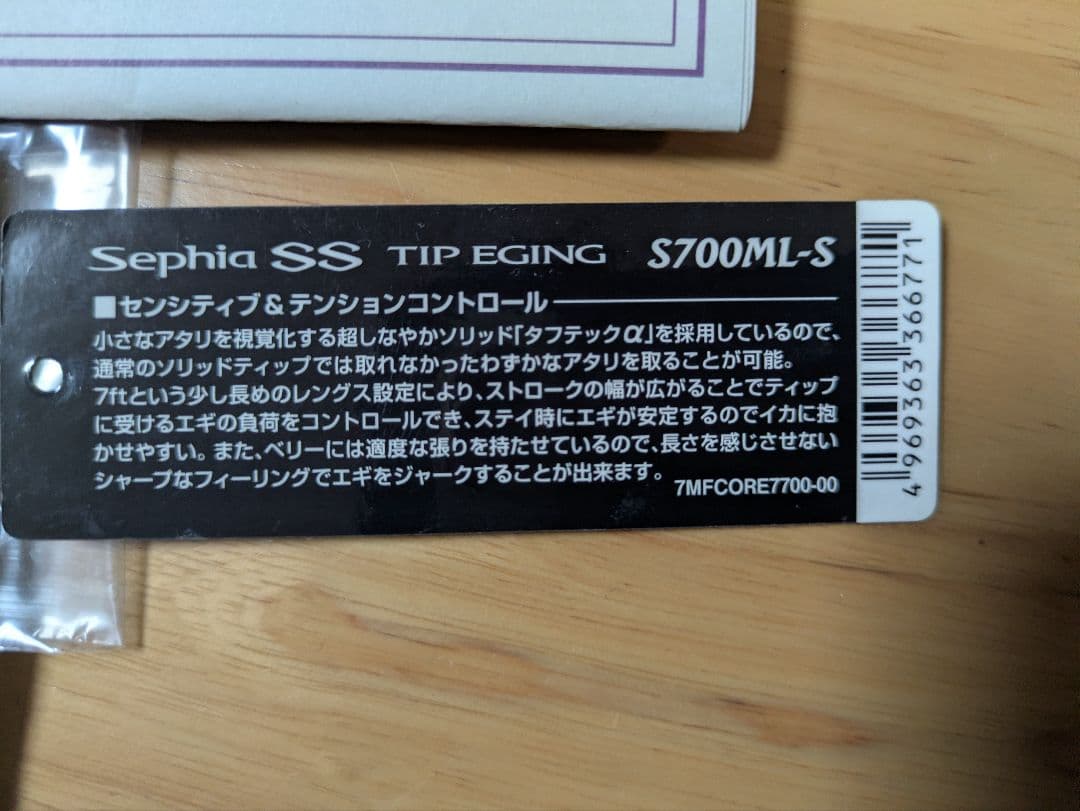 Sephia SS TIP EGING S700ML-S
■センシティブ&テンションコントロール
小さなアタリを視覚化する超しなやかソリッド「タフテックα」を採用しているので、
通常のソリッドティップでは取れなかったわずかなアタリを取ることが可能。
7ftという少し長めのレングス設定により、ストロークの幅が広がることでティップ
に受けるエギの負荷をコントロールでき、ステイ時にエギが安定するのでイカに抱
かせやすい。また、ベリーには適度な張りを持たせているので、長さを感じさせない
シャープなフィーリングでエギをジャークすることが出来ます。
7MFCORE7700-00
4 969363 336771